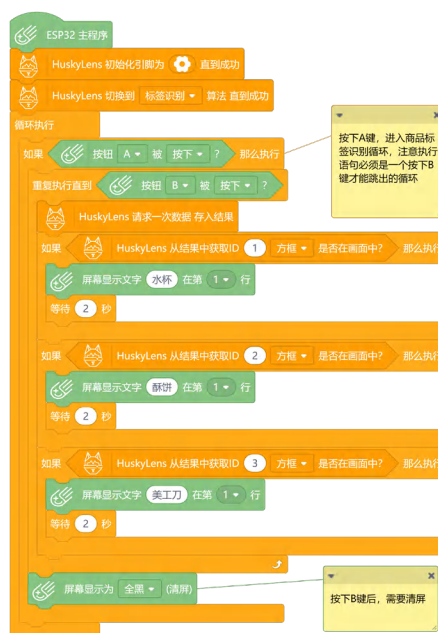 ESP32 主程序
HuskyLens 初始化引脚为 直到成功
HuskyLens 切换到 标签识别 算法 直到成功
循环执行
如果 按钮 A 被 按下 ? 那么执行
按下A键，进入商品标
签识别循环，注意执行
语句必须是一个按下B
键才能跳出的循环
重复执行直到 按钮 B 被 按下 ?
HuskyLens 请求一次数据 存入结果
如果 HuskyLens 从结果中获取ID 1 方框 是否在画面中? 那么执行
屏幕显示文字 水杯 在第 1 行
等待 2 秒
如果 HuskyLens 从结果中获取ID 2 方框 是否在画面中? 那么执行
屏幕显示文字 酥饼 在第 1 行
等待 2 秒
如果 HuskyLens 从结果中获取ID 3 方框 是否在画面中? 那么执行
屏幕显示文字 美工刀 在第 1 行
等待 2 秒
屏幕显示为 全黑 (清屏)
按下B键后，需要清屏